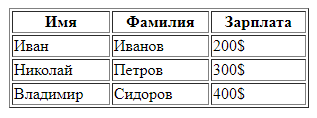 Имя Фамилия Зарплата
Иван Иванов 200$
Николай Петров 300$
Владимир Сидоров 400$